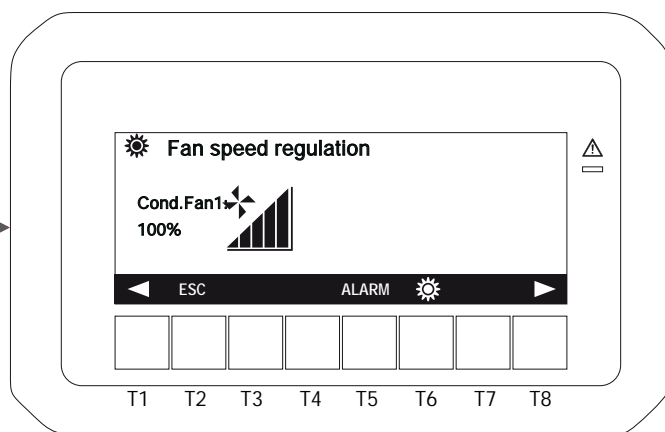 Fan speed regulation
Cond.Fan1:
100%
ESC ALARM
T1 T2 T3 T4 T5 T6 T7 T8